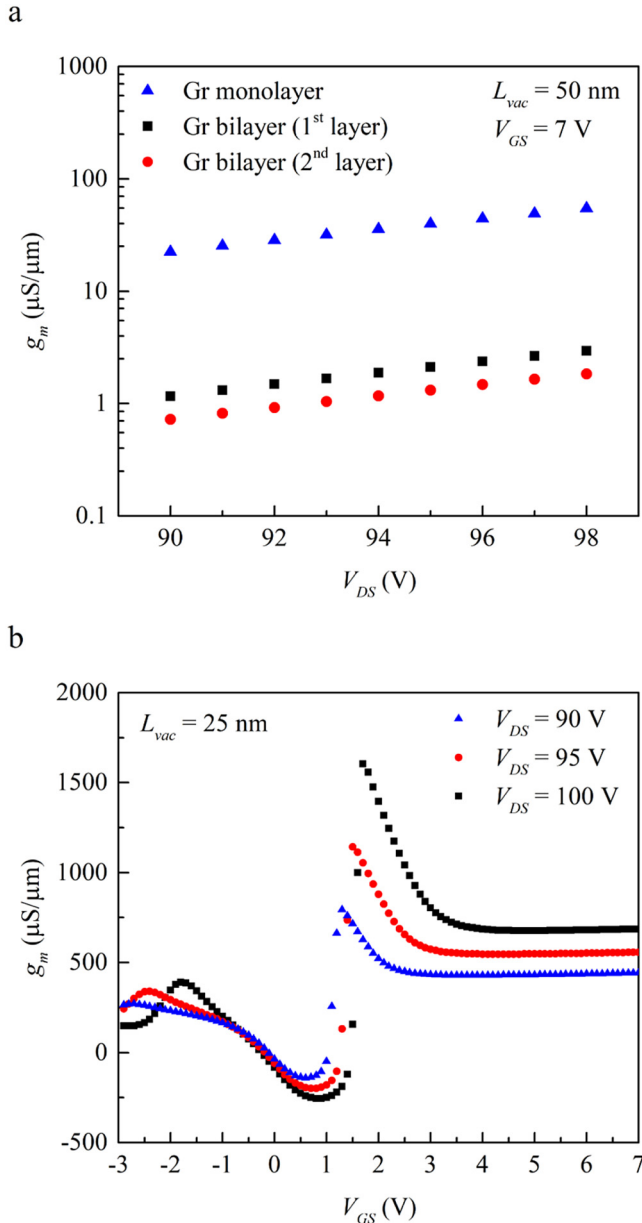 a
1000
100
10
1
0.1
g_m (μS/μm)
Gr monolayer
Gr bilayer (1st layer)
Gr bilayer (2nd layer)
L_vac = 50 nm
V_GS = 7 V
90 92 94 96 98
V_DS (V)
b
2000
1500
1000
500
0
-500
g_m (μS/μm)
L_vac = 25 nm
V_DS = 90 V
V_DS = 95 V
V_DS = 100 V
-3 -2 -1 0 1 2 3 4 5 6 7
V_GS (V)